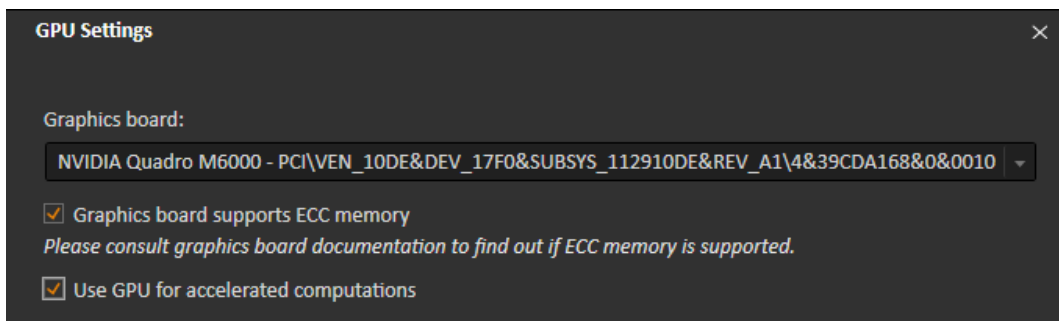 GPU Settings
Graphics board:
NVIDIA Quadro M6000 - PCI\VEN_10DE&DEV_17F0&SUBSYS_112910DE&REV_A1\4&39CDA168&0&0010
Graphics board supports ECC memory
Please consult graphics board documentation to find out if ECC memory is supported.
Use GPU for accelerated computations